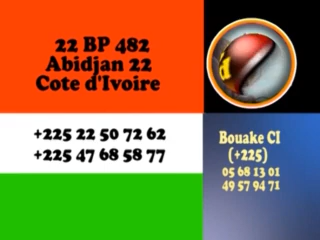 22 BP 482
Abidjan 22
Cote d'Ivoire
+225 22 50 72 62
+225 47 68 58 77
Bouake CI
(+225)
05 68 13 01
49 57 94 71